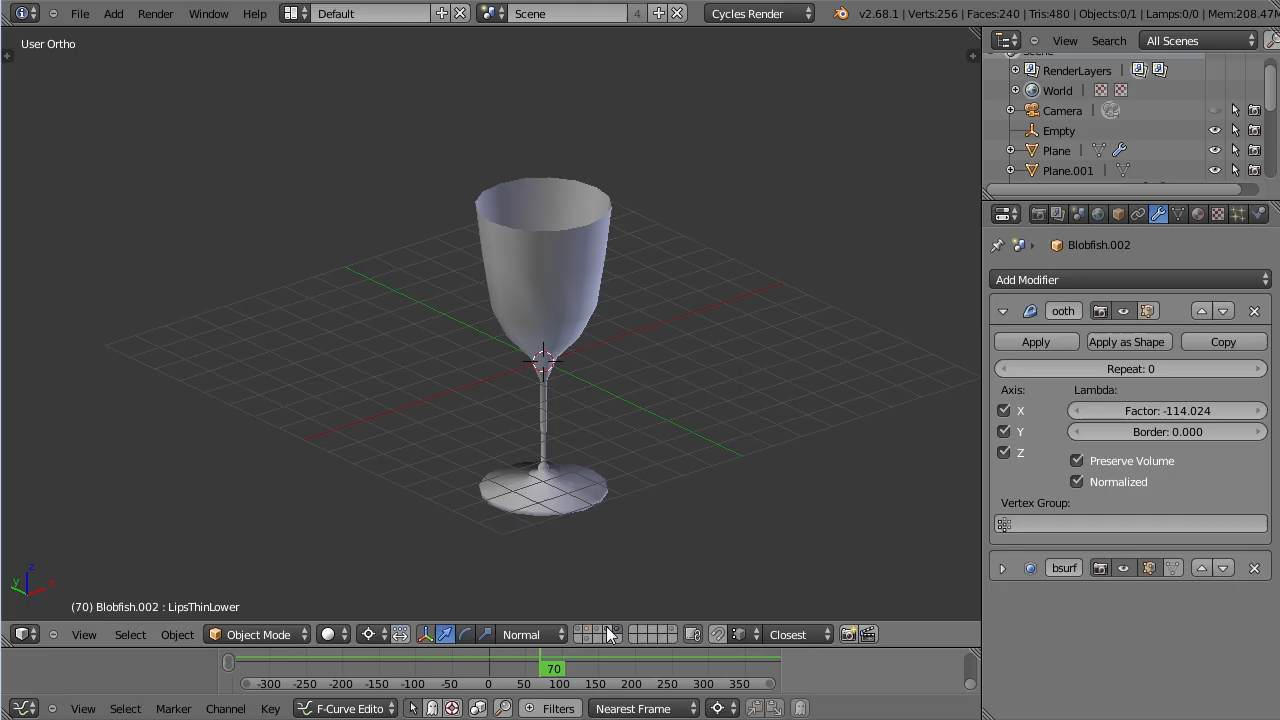 File Add Render Window Help Default Scene 4 Cycles Render v2.68.1 | Verts:256 | Faces:240 | Tris:480 | Objects:0/1 | Lamps:0/0 | Mem:208.47M
User Ortho
View Search All Scenes
RenderLayers
World
Camera
Empty
Plane
Plane.001
Blobfish.002
Add Modifier
ooth
Apply Apply as Shape Copy
Repeat: 0
Axis: Lambda:
X Factor: -114.024
Y Border: 0.000
Z Preserve Volume
Normalized
Vertex Group:
bsurf
z
y x
(70) Blobfish.002 : LipsThinLower
View Select Object Object Mode Normal Closest
70
-300 -250 -200 -150 -100 -50 0 50 100 150 200 250 300 350
View Select Marker Channel Key F-Curve Edito Filters Nearest Frame